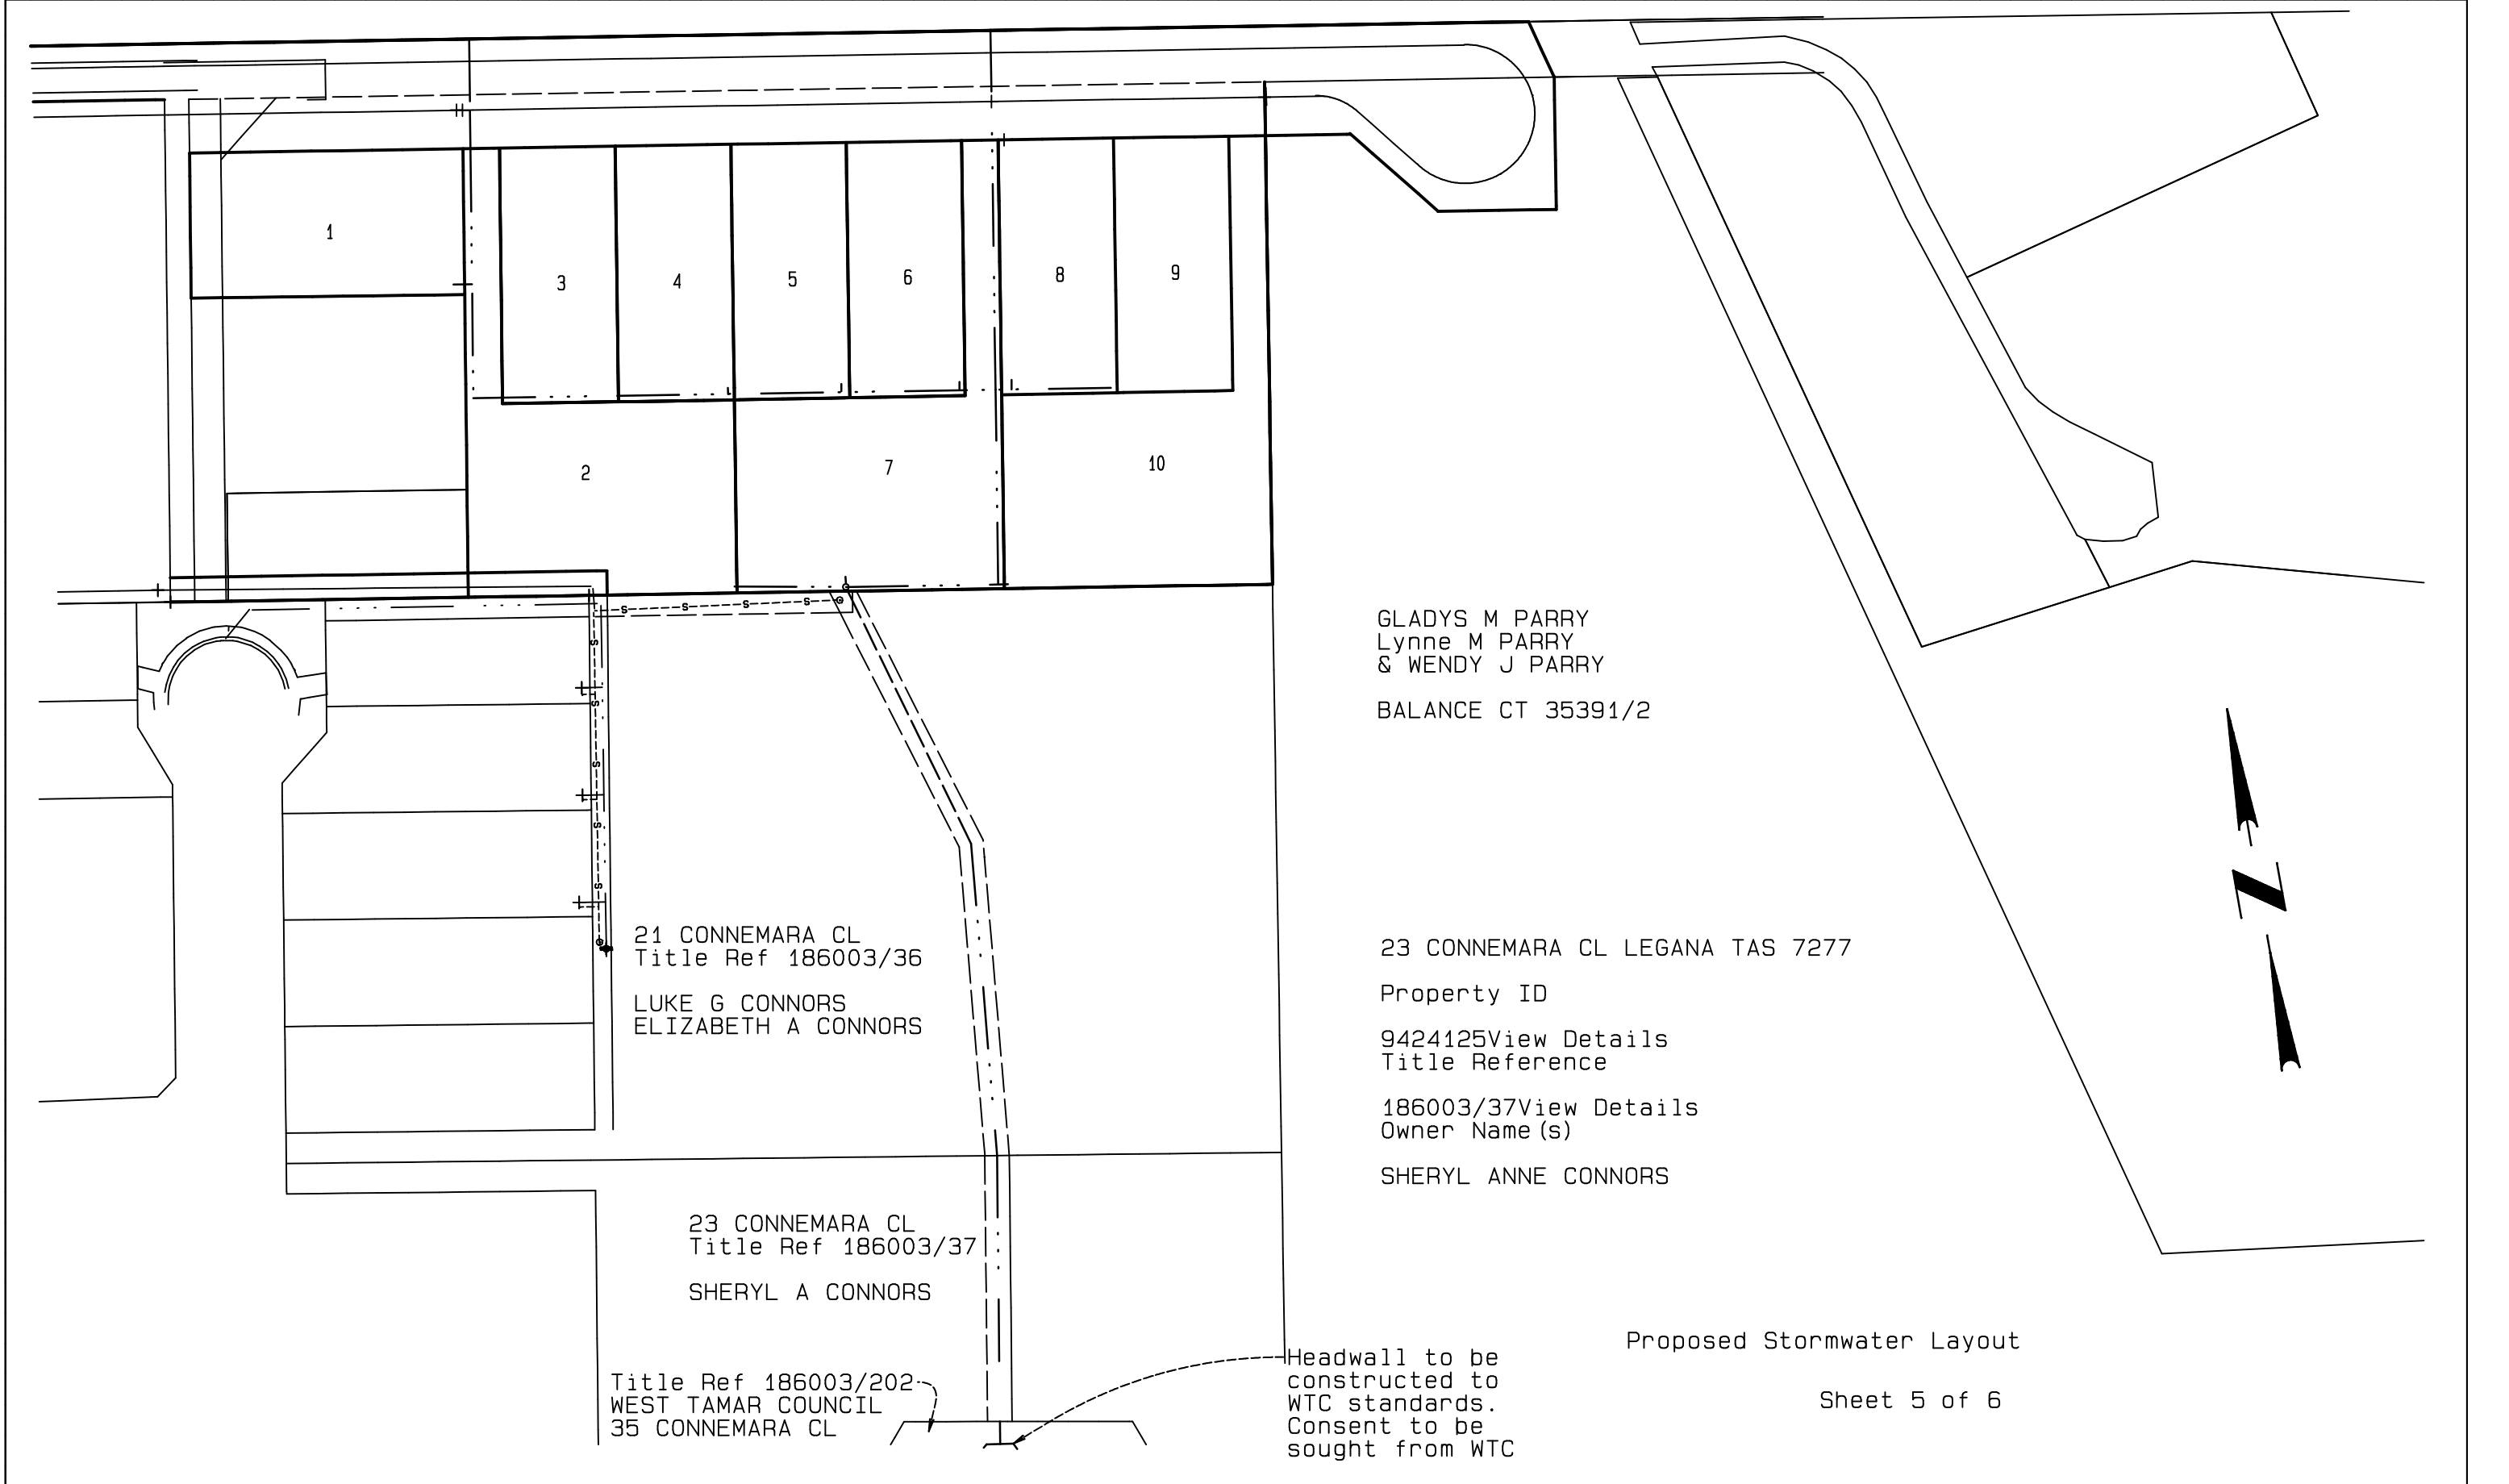 1
3
4
5
6
8
9
2
7
10
S S S S
S
S
S
S
S
GLADYS M PARRY
Lynne M PARRY
& WENDY J PARRY
BALANCE CT 35391/2
N
21 CONNEMARA CL
Title Ref 186003/36
LUKE G CONNORS
ELIZABETH A CONNORS
23 CONNEMARA CL LEGANA TAS 7277
Property ID
9424125View Details
Title Reference
186003/37View Details
Owner Name(s)
SHERYL ANNE CONNORS
23 CONNEMARA CL
Title Ref 186003/37
SHERYL A CONNORS
Title Ref 186003/202
WEST TAMAR COUNCIL
35 CONNEMARA CL
Headwall to be
constructed to
WTC standards.
Consent to be
sought from WTC
Proposed Stormwater Layout
Sheet 5 of 6